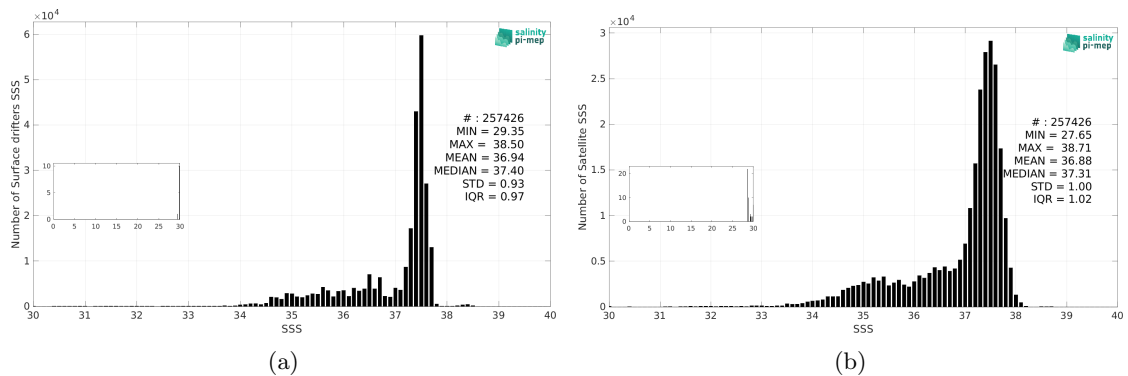 ×10⁴
6
5
4
3
2
1
0
Number of Surface drifters SSS
salinity
pi-mep
# : 257426
MIN = 29.35
MAX = 38.50
MEAN = 36.94
MEDIAN = 37.40
STD = 0.93
IQR = 0.97
10
5
0
0 5 10 15 20 25 30
30 31 32 33 34 35 36 37 38 39 40
SSS
(a)
×10⁴
3
2.5
2
1.5
1
0.5
0
Number of Satellite SSS
salinity
pi-mep
# : 257426
MIN = 27.65
MAX = 38.71
MEAN = 36.88
MEDIAN = 37.31
STD = 1.00
IQR = 1.02
20
10
0
0 5 10 15 20 25 30
30 31 32 33 34 35 36 37 38 39 40
SSS
(b)